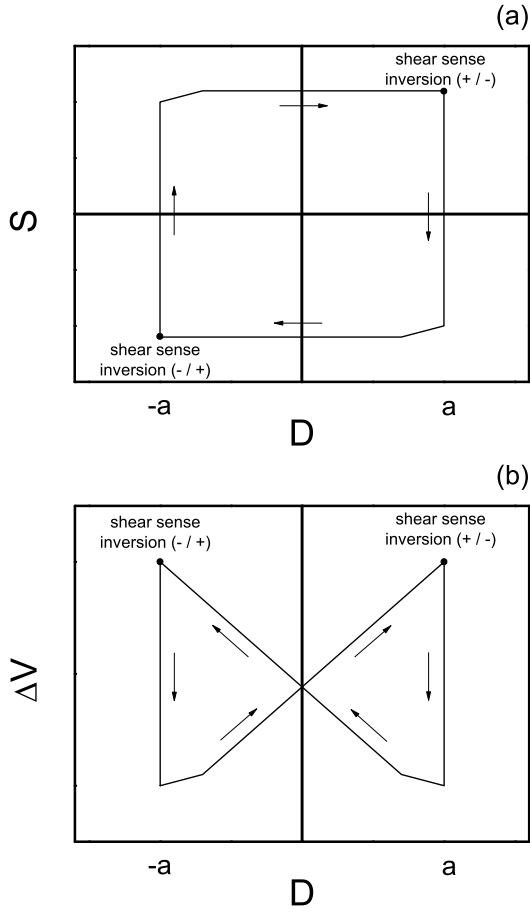 (a)
shear sense
inversion (+ / -)
S
shear sense
inversion (- / +)
-a
a
D
(b)
shear sense
inversion (- / +)
shear sense
inversion (+ / -)
ΔV
-a
a
D